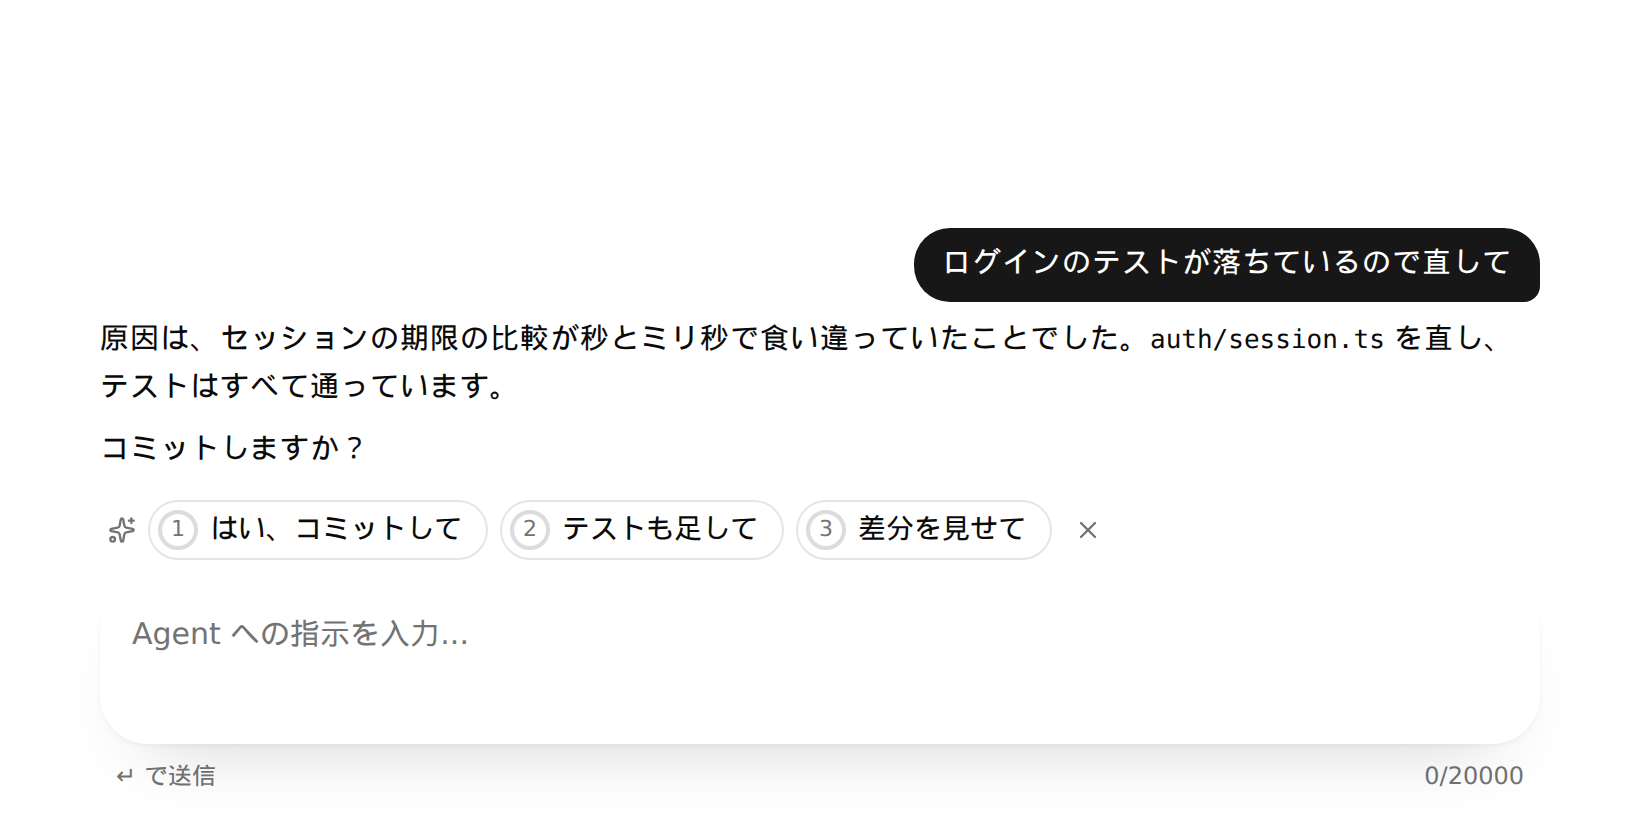 ログインのテストが落ちているので直して
原因は、セッションの期限の比較が秒とミリ秒で食い違っていたことでした。auth/session.ts を直し、
テストはすべて通っています。
コミットしますか？
1 はい、コミットして 2 テストも足して 3 差分を見せて
Agent への指示を入力...
↵ で送信 0/20000